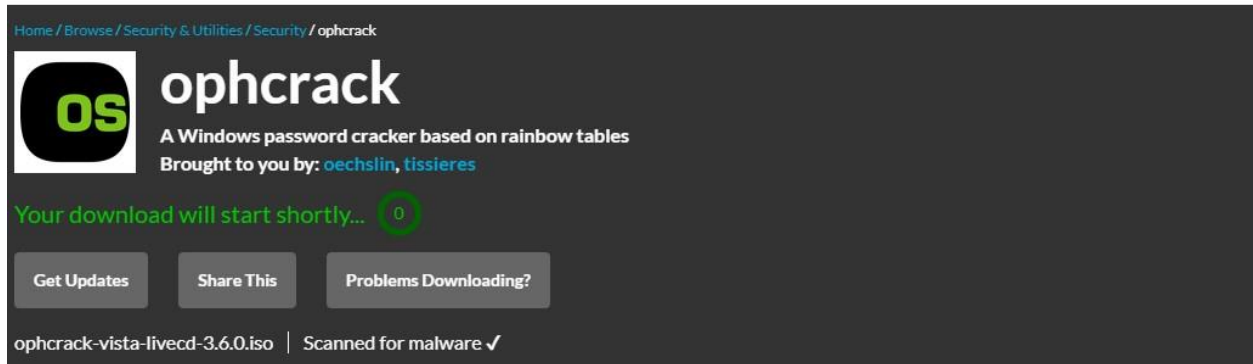 Home / Browse / Security & Utilities / Security / ophcrack
OS
ophcrack
A Windows password cracker based on rainbow tables
Brought to you by: oechslin, tissieres
Your download will start shortly... 0
Get Updates Share This Problems Downloading?
ophcrack-vista-livecd-3.6.0.iso | Scanned for malware ✓